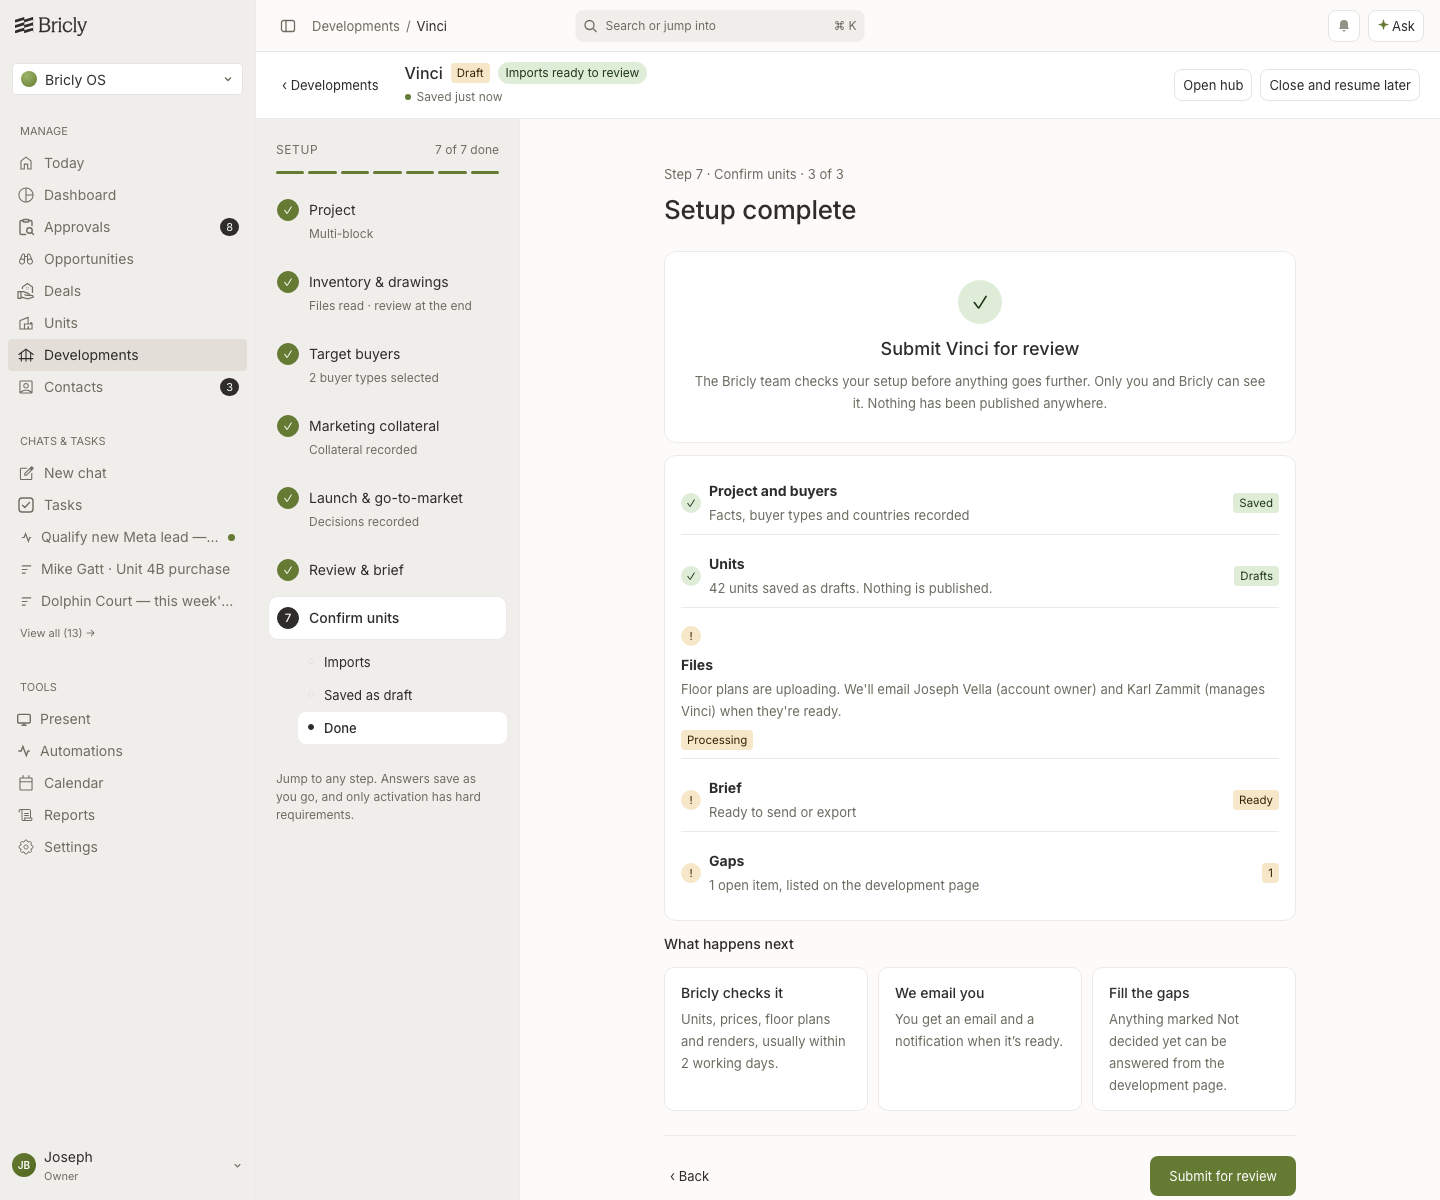 Bricly
Developments / Vinci
Search or jump into
⌘ K
Ask
Bricly OS
MANAGE
Today
Dashboard
Approvals
8
Opportunities
Deals
Units
Developments
Contacts
3
CHATS & TASKS
New chat
Tasks
Qualify new Meta lead —...
Mike Gatt · Unit 4B purchase
Dolphin Court — this week'...
View all (13) →
TOOLS
Present
Automations
Calendar
Reports
Settings
JB
Joseph
Owner
‹ Developments
Vinci
Draft
Imports ready to review
Saved just now
Open hub
Close and resume later
SETUP
7 of 7 done
Project
Multi-block
Inventory & drawings
Files read · review at the end
Target buyers
2 buyer types selected
Marketing collateral
Collateral recorded
Launch & go-to-market
Decisions recorded
Review & brief
7
Confirm units
Imports
Saved as draft
Done
Jump to any step. Answers save as
you go, and only activation has hard
requirements.
Step 7 · Confirm units · 3 of 3
Setup complete
Submit Vinci for review
The Bricly team checks your setup before anything goes further. Only you and Bricly can see
it. Nothing has been published anywhere.
Project and buyers
Facts, buyer types and countries recorded
Saved
Units
42 units saved as drafts. Nothing is published.
Drafts
!
Files
Floor plans are uploading. We'll email Joseph Vella (account owner) and Karl Zammit (manages
Vinci) when they're ready.
Processing
!
Brief
Ready to send or export
Ready
!
Gaps
1 open item, listed on the development page
1
What happens next
Bricly checks it
Units, prices, floor plans
and renders, usually within
2 working days.
We email you
You get an email and a
notification when it’s ready.
Fill the gaps
Anything marked Not
decided yet can be
answered from the
development page.
‹ Back
Submit for review